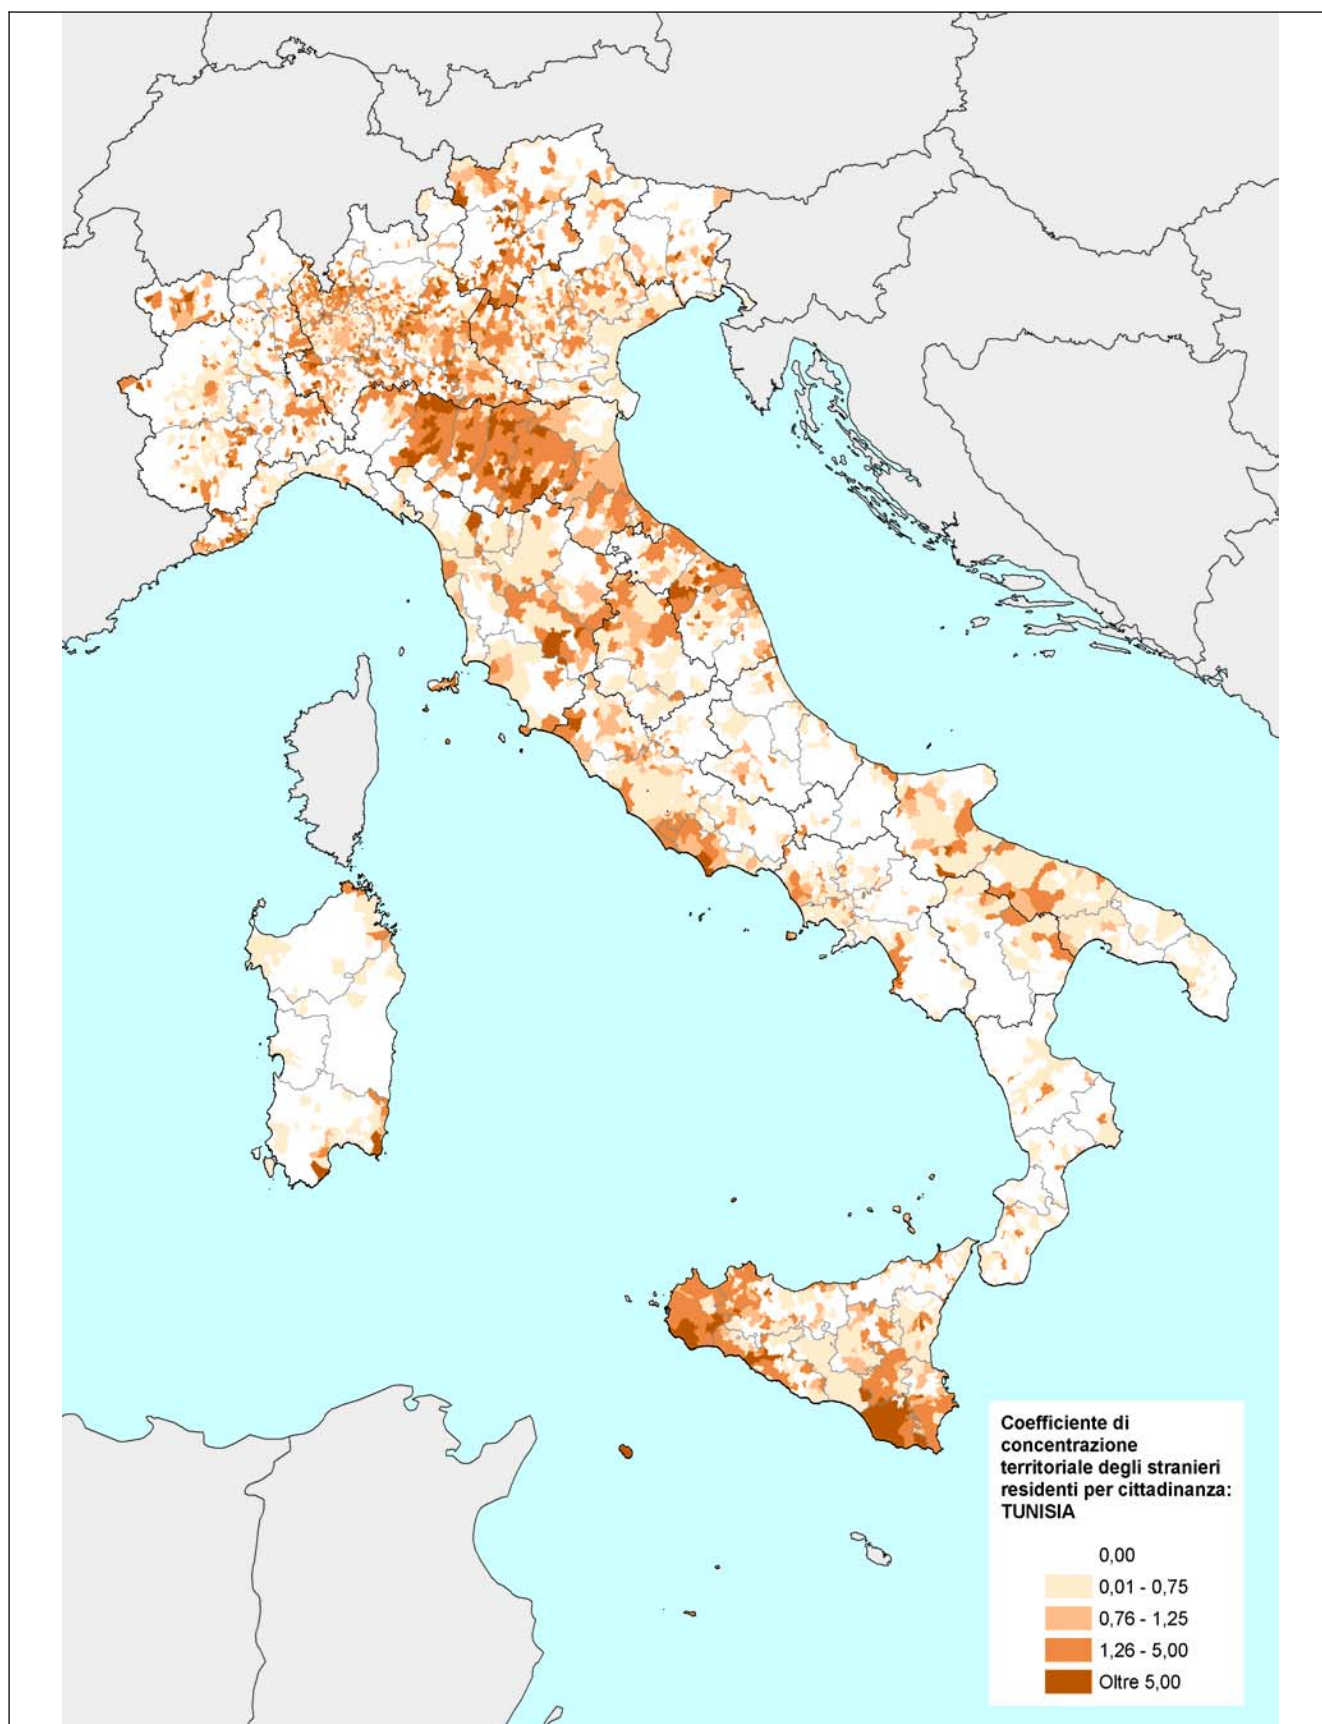 Coefficiente di
concentrazione
territoriale degli stranieri
residenti per cittadinanza:
TUNISIA
0,00
0,01 - 0,75
0,76 - 1,25
1,26 - 5,00
Oltre 5,00